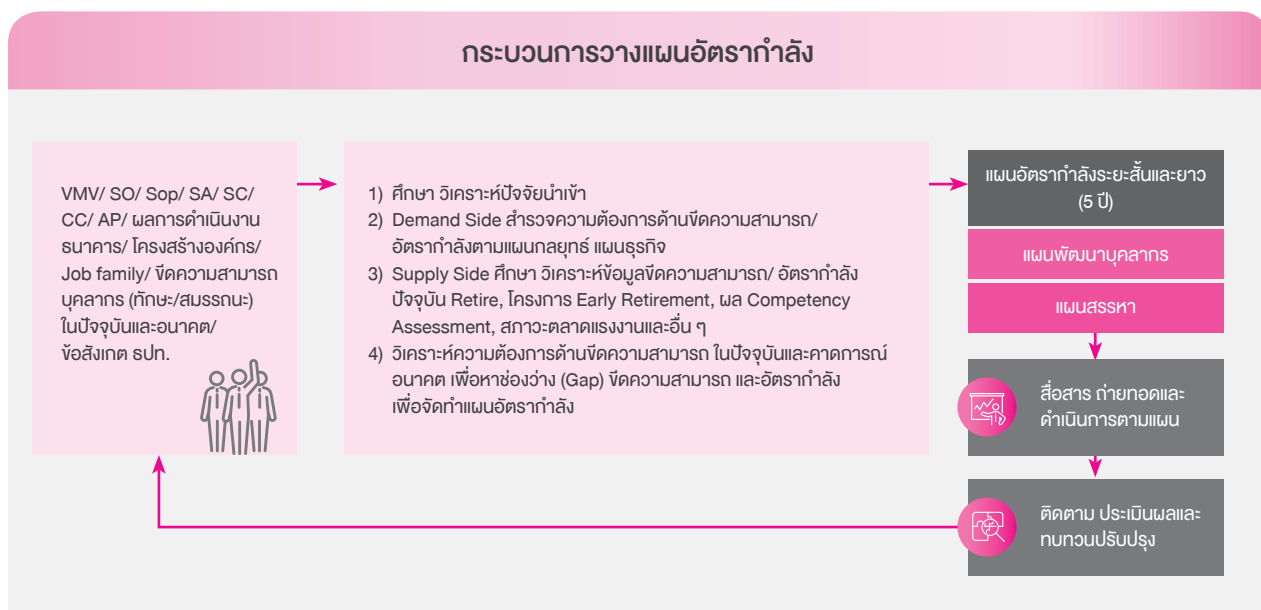 กระบวนการวางแผนอัตรากำลัง
VMV/ SO/ Sop/ SA/ SC/
CC/ AP/ ผลการดำเนินงาน
ธนาคาร/ โครงสร้างองค์กร/
Job family/ ขีดความสามารถ
บุคลากร (ทักษะ/สมรรถนะ)
ในปัจจุบันและอนาคต/
ข้อสังเกต ธปท.
1) ศึกษา วิเคราะห์ปัจจัยนำเข้า
2) Demand Side สำรวจความต้องการด้านขีดความสามารถ/
อัตรากำลังตามแผนกลยุทธ์ แผนธุรกิจ
3) Supply Side ศึกษา วิเคราะห์ข้อมูลขีดความสามารถ/ อัตรากำลัง
ปัจจุบัน Retire, โครงการ Early Retirement, ผล Competency
Assessment, สภาวะตลาดแรงงานและอื่น ๆ
4) วิเคราะห์ความต้องการด้านขีดความสามารถ ในปัจจุบันและคาดการณ์
อนาคต เพื่อหาช่องว่าง (Gap) ขีดความสามารถ และอัตรากำลัง
เพื่อจัดทำแผนอัตรากำลัง
แผนอัตรากำลังระยะสั้นและยาว
(5 ปี)
แผนพัฒนาบุคลากร
แผนสรรหา
สื่อสาร ถ่ายทอดและ
ดำเนินการตามแผน
ติดตาม ประเมินผลและ
ทบทวนปรับปรุง